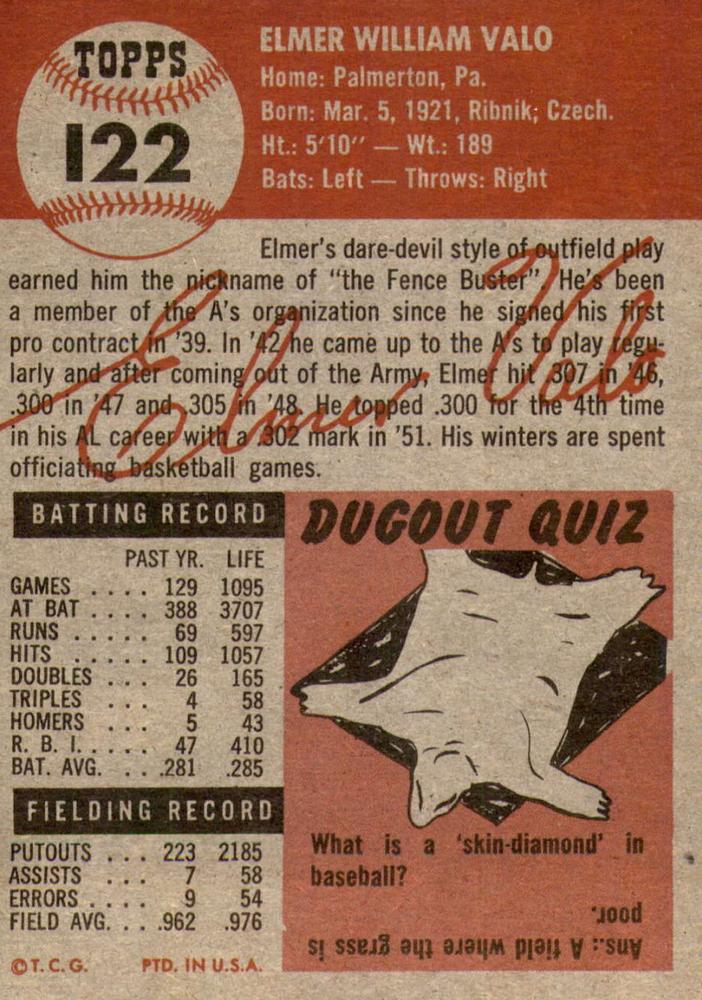 TOPPS
122
ELMER WILLIAM VALO
Home: Palmerton, Pa.
Born: Mar. 5, 1921, Ribnik; Czech.
Ht.: 5'10" — Wt.: 189
Bats: Left — Throws: Right
Elmer's dare-devil style of outfield play
earned him the nickname of "the Fence Buster". He's been
a member of the A's organization since he signed his first
pro contract in '39. In '42 he came up to the A's to play regu-
larly and after coming out of the Army, Elmer hit .307 in '46,
.300 in '47 and .305 in '48. He topped .300 for the 4th time
in his AL career with a .302 mark in '51. His winters are spent
officiating basketball games.
Elmer Valo
BATTING RECORD
PAST YR. LIFE
GAMES . . . . 129 1095
AT BAT . . . . 388 3707
RUNS . . . . . 69 597
HITS . . . . . 109 1057
DOUBLES . . . 26 165
TRIPLES . . . 4 58
HOMERS . . . 5 43
R. B. I. . . . . 47 410
BAT. AVG. . . .281 .285
FIELDING RECORD
PUTOUTS . . . 223 2185
ASSISTS . . . 7 58
ERRORS . . . . 9 54
FIELD AVG. . . .962 .976
©T. C. G. PTD. IN U.S.A.
DUGOUT QUIZ
What is a 'skin-diamond' in
baseball?
Ans.: A field where the grass is
poor.